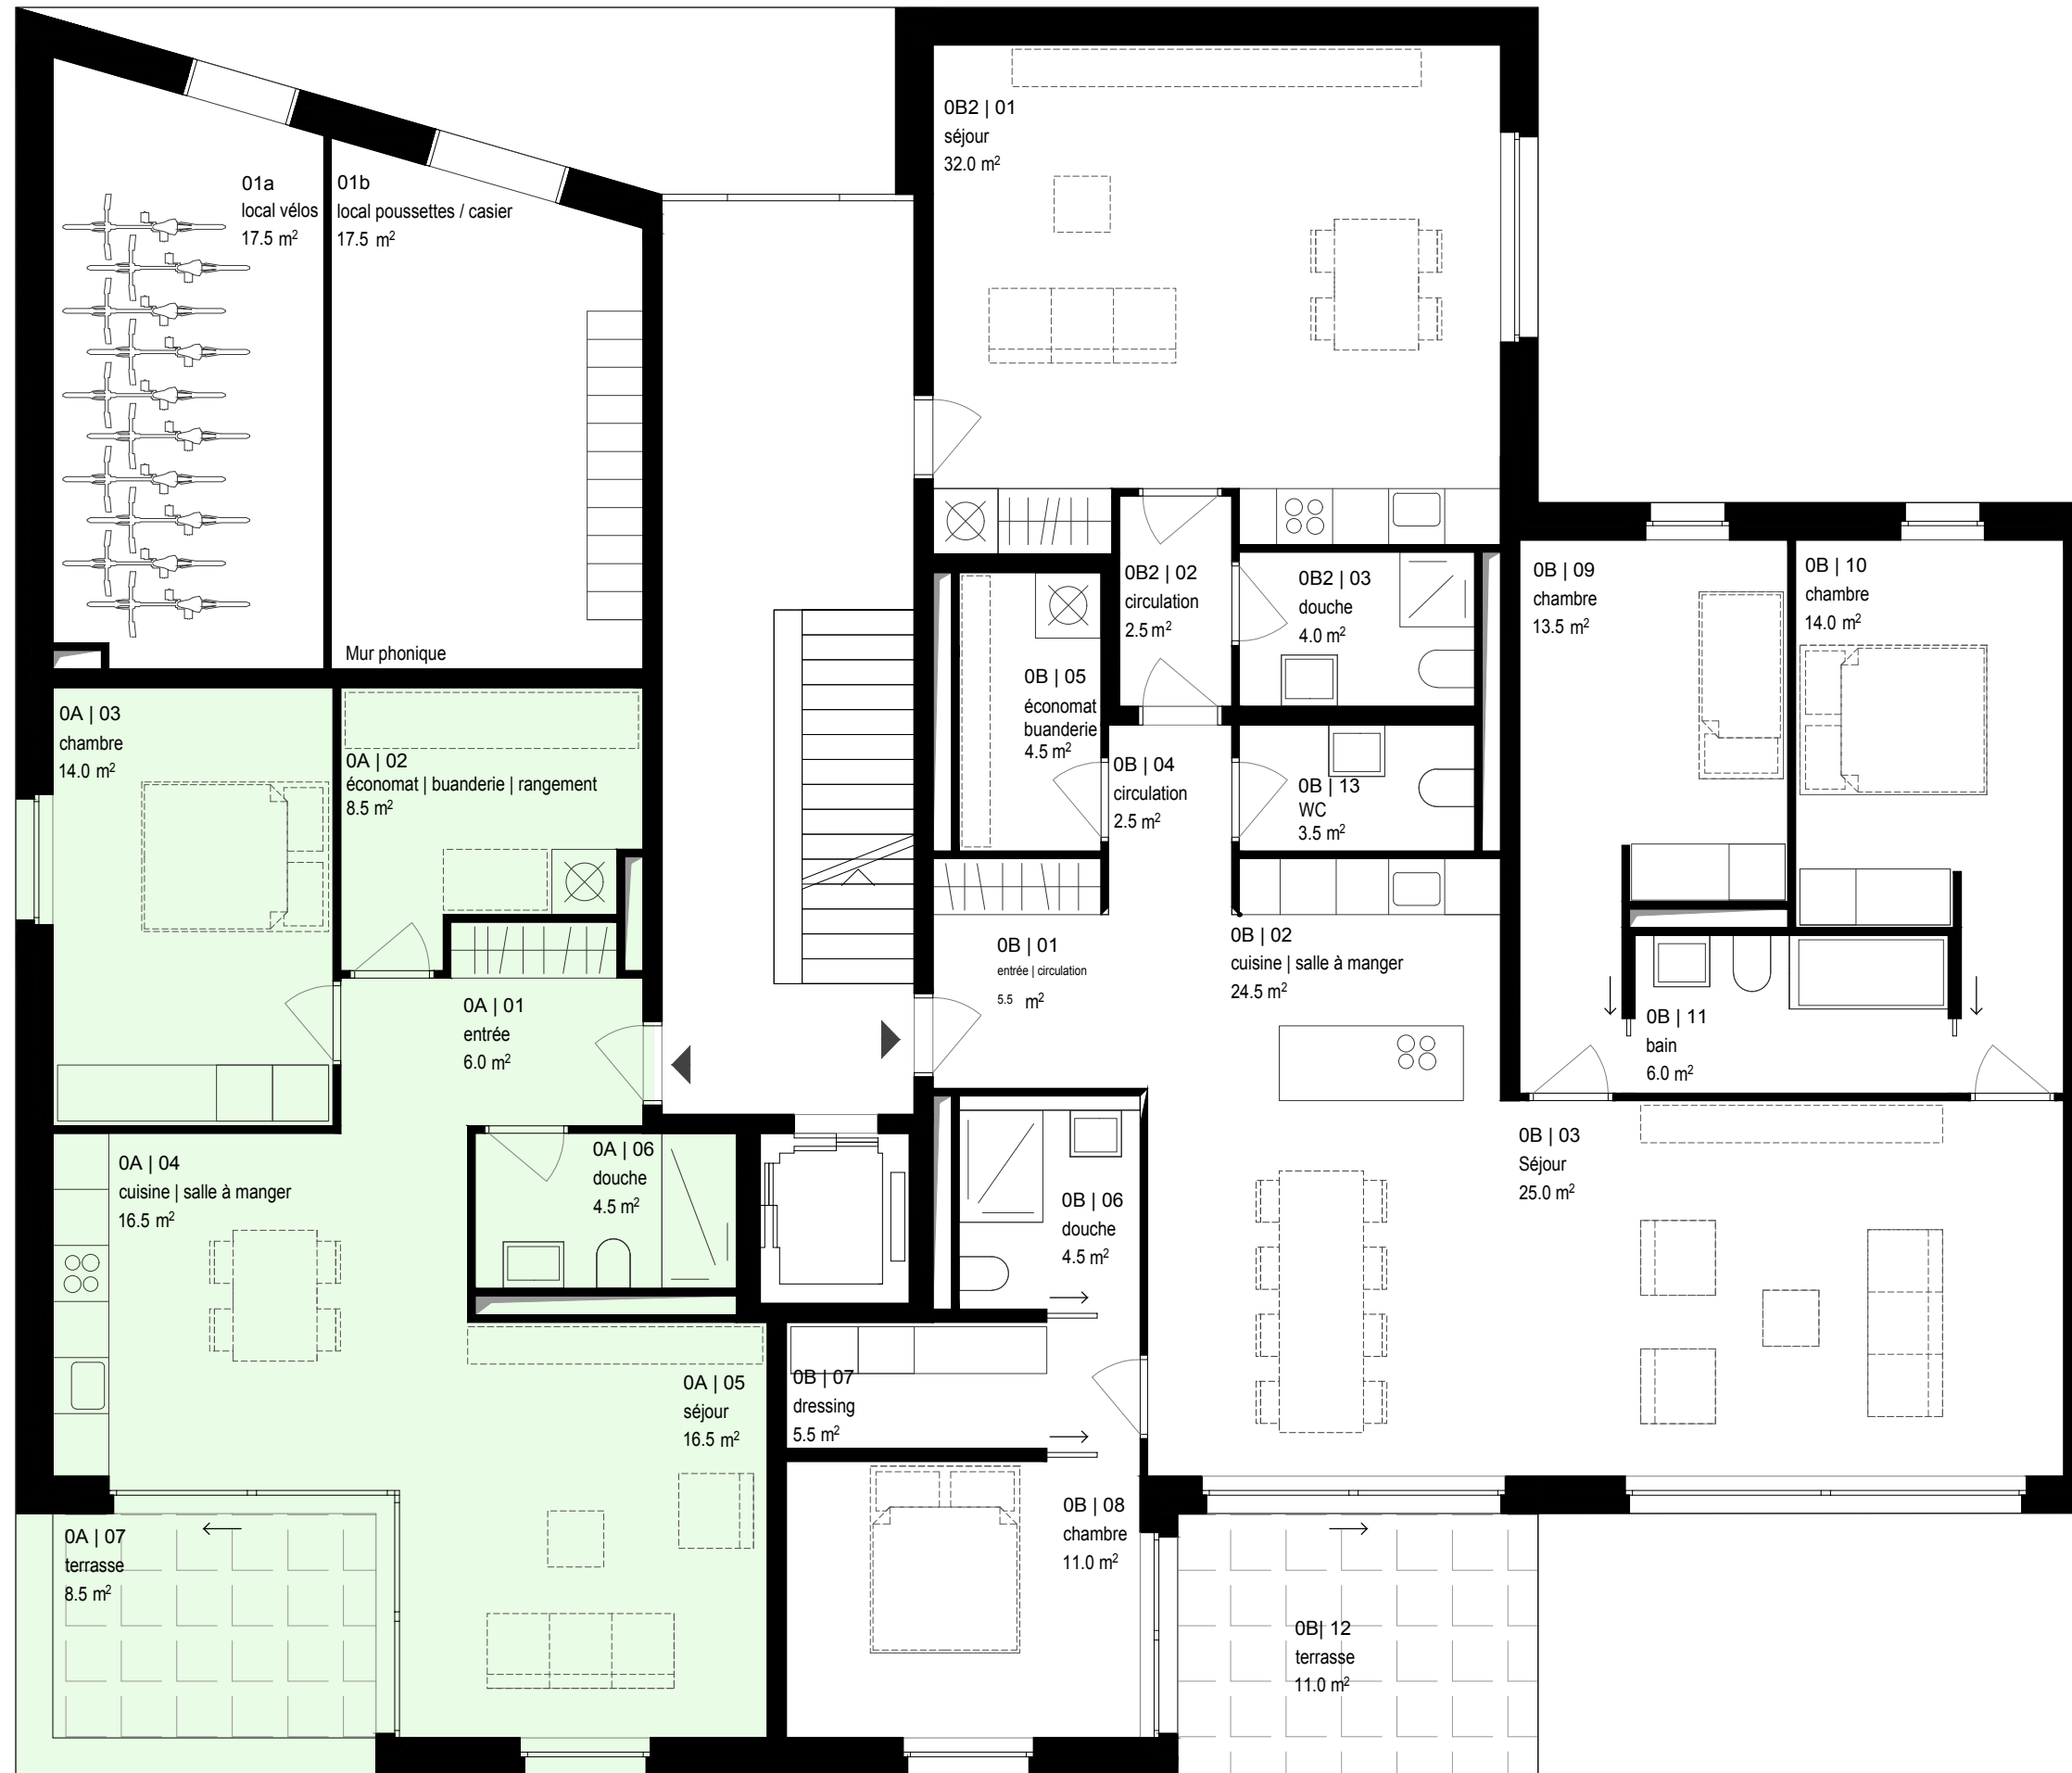 0B2 | 01
séjour
32.0 m²
01a
local vélos
17.5 m²
01b
local poussettes / casier
17.5 m²
Mur phonique
0B2 | 02
circulation
2.5 m²
0B2 | 03
douche
4.0 m²
0B | 09
chambre
13.5 m²
0B | 10
chambre
14.0 m²
0B | 05
économat
buanderie
4.5 m²
0A | 03
chambre
14.0 m²
0A | 02
économat | buanderie | rangement
8.5 m²
0B | 04
circulation
2.5 m²
0B | 13
WC
3.5 m²
0A | 01
entrée
6.0 m²
0B | 01
entrée | circulation
5.5 m²
0B | 02
cuisine | salle à manger
24.5 m²
0B | 11
bain
6.0 m²
0A | 04
cuisine | salle à manger
16.5 m²
0A | 06
douche
4.5 m²
0B | 06
douche
4.5 m²
0B | 03
Séjour
25.0 m²
0A | 05
séjour
16.5 m²
0B | 07
dressing
5.5 m²
0A | 07
terrasse
8.5 m²
0B | 08
chambre
11.0 m²
0B| 12
terrasse
11.0 m²